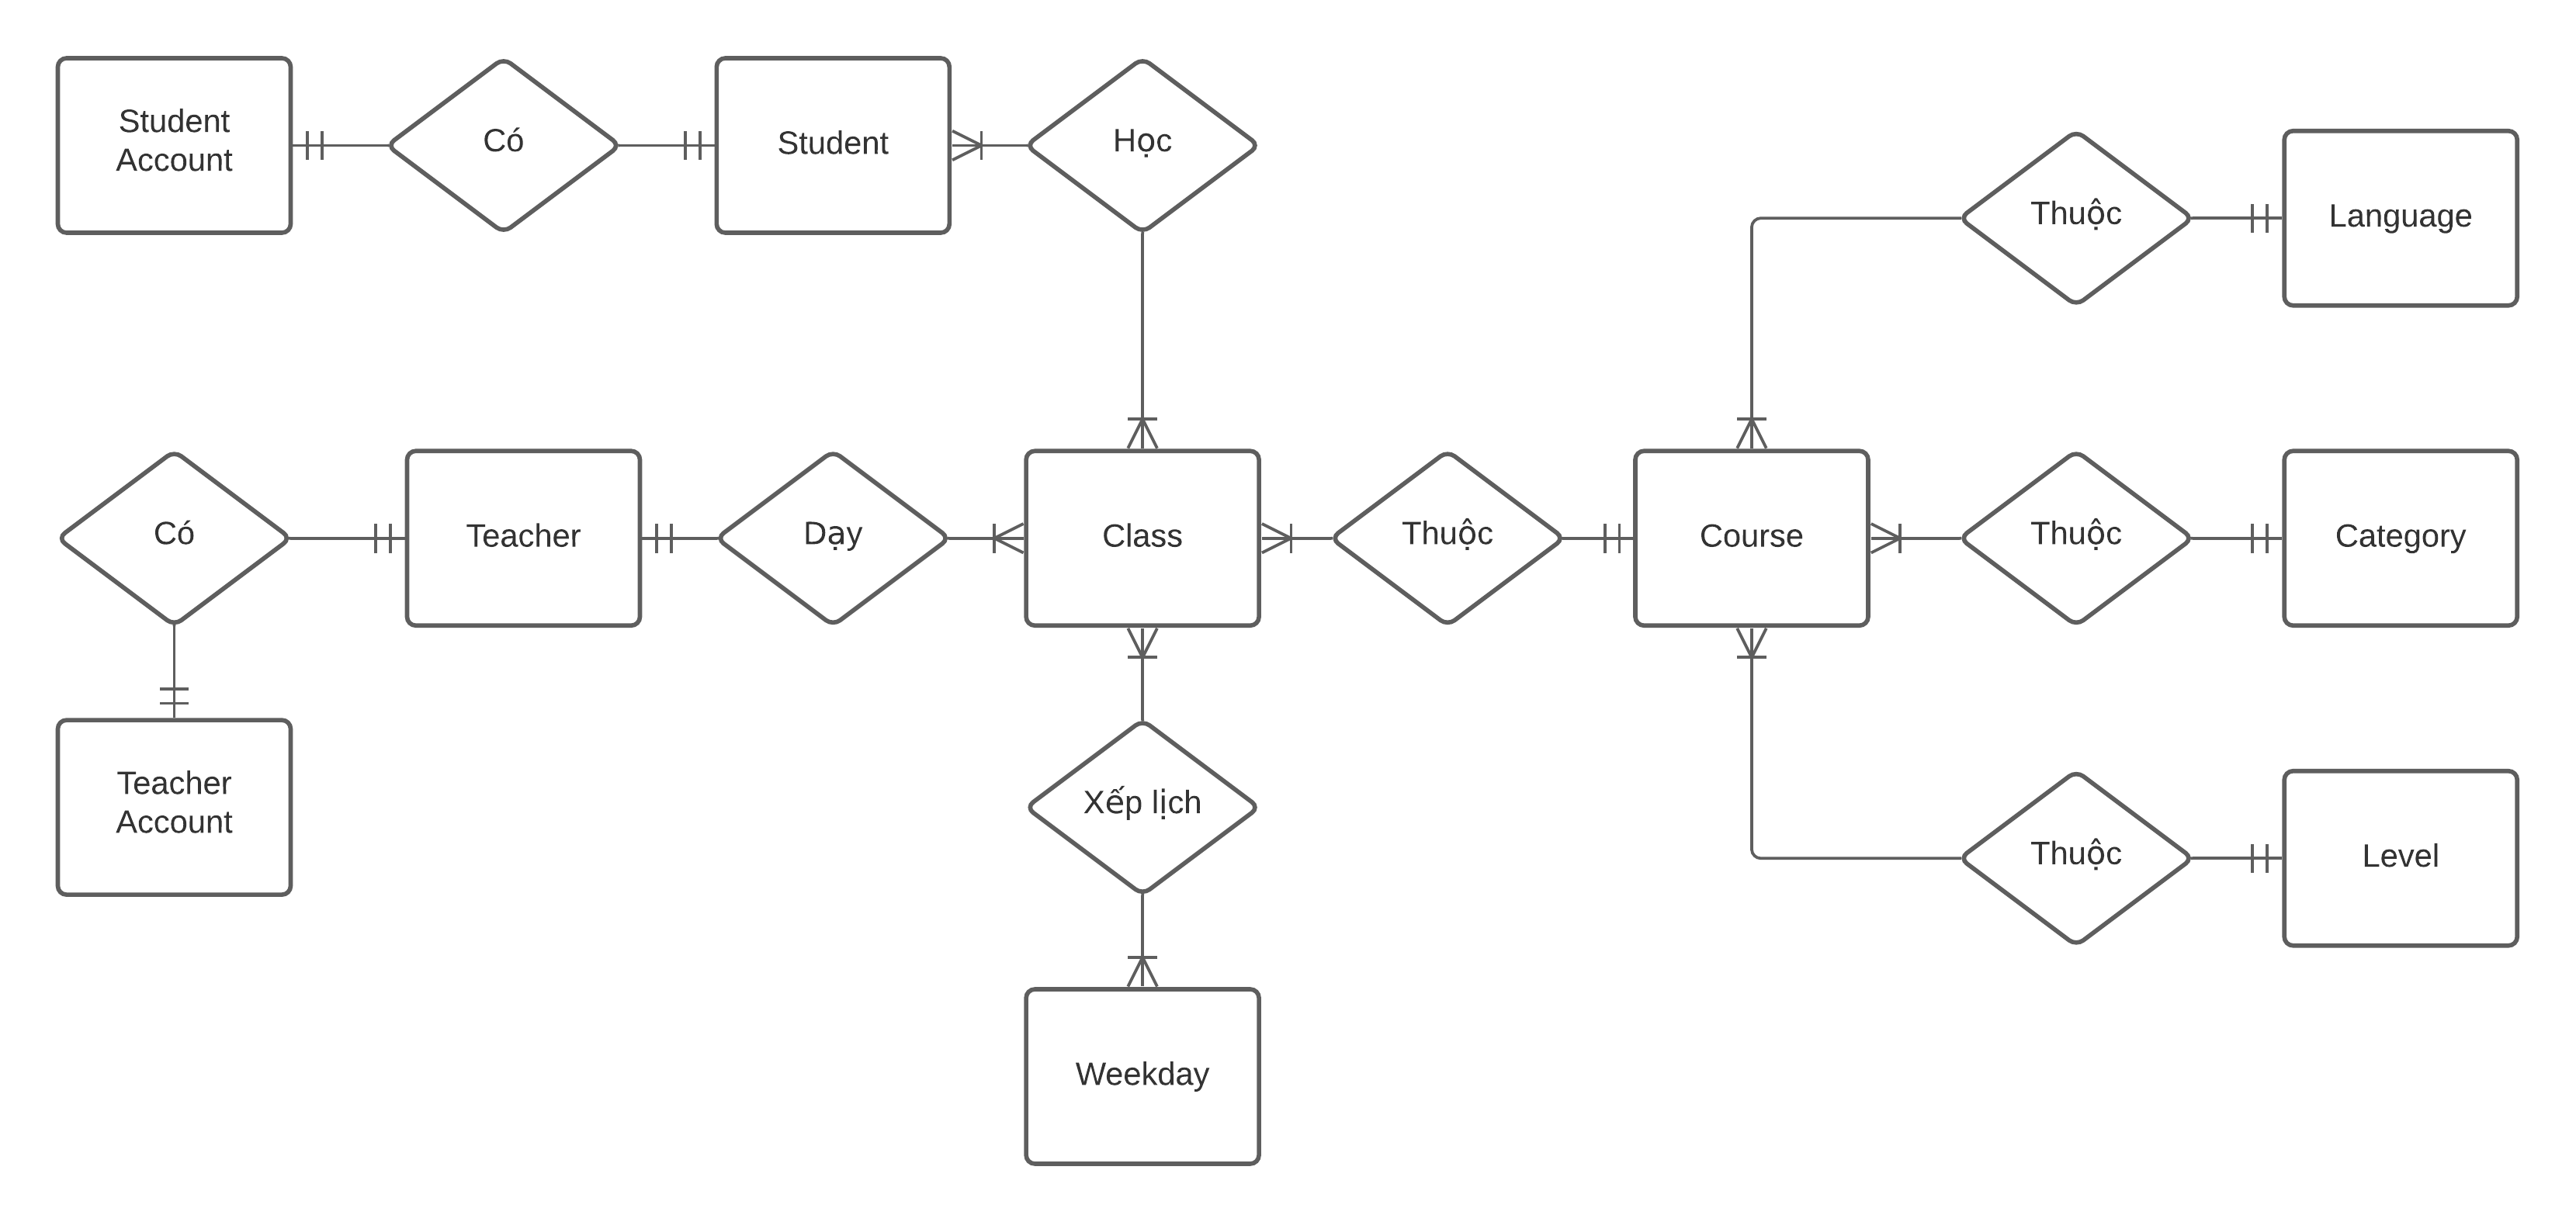 Student
Account
Có
Student
Học
Thuộc
Language
Có
Teacher
Dạy
Class
Thuộc
Course
Thuộc
Category
Teacher
Account
Xếp lịch
Thuộc
Level
Weekday